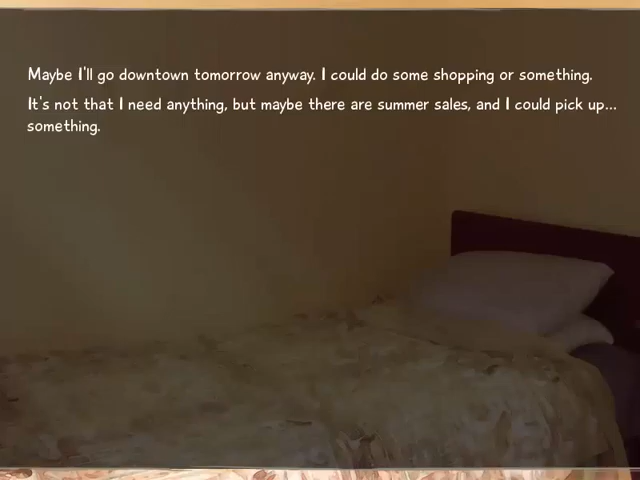 Maybe I'll go downtown tomorrow anyway. I could do some shopping or something.
It's not that I need anything, but maybe there are summer sales, and I could pick up...
something.